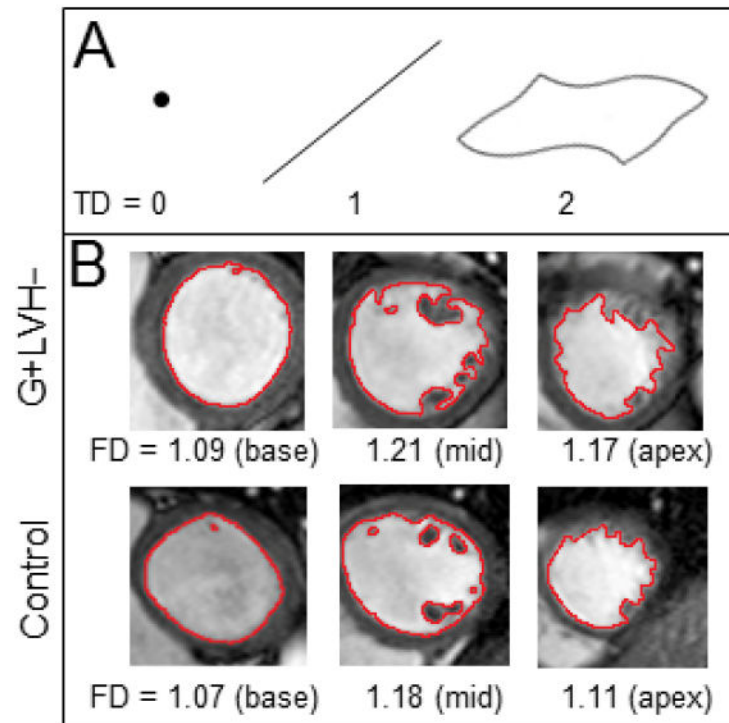 A
TD = 0 1 2
B
G+LVH-
FD = 1.09 (base) 1.21 (mid) 1.17 (apex)
Control
FD = 1.07 (base) 1.18 (mid) 1.11 (apex)